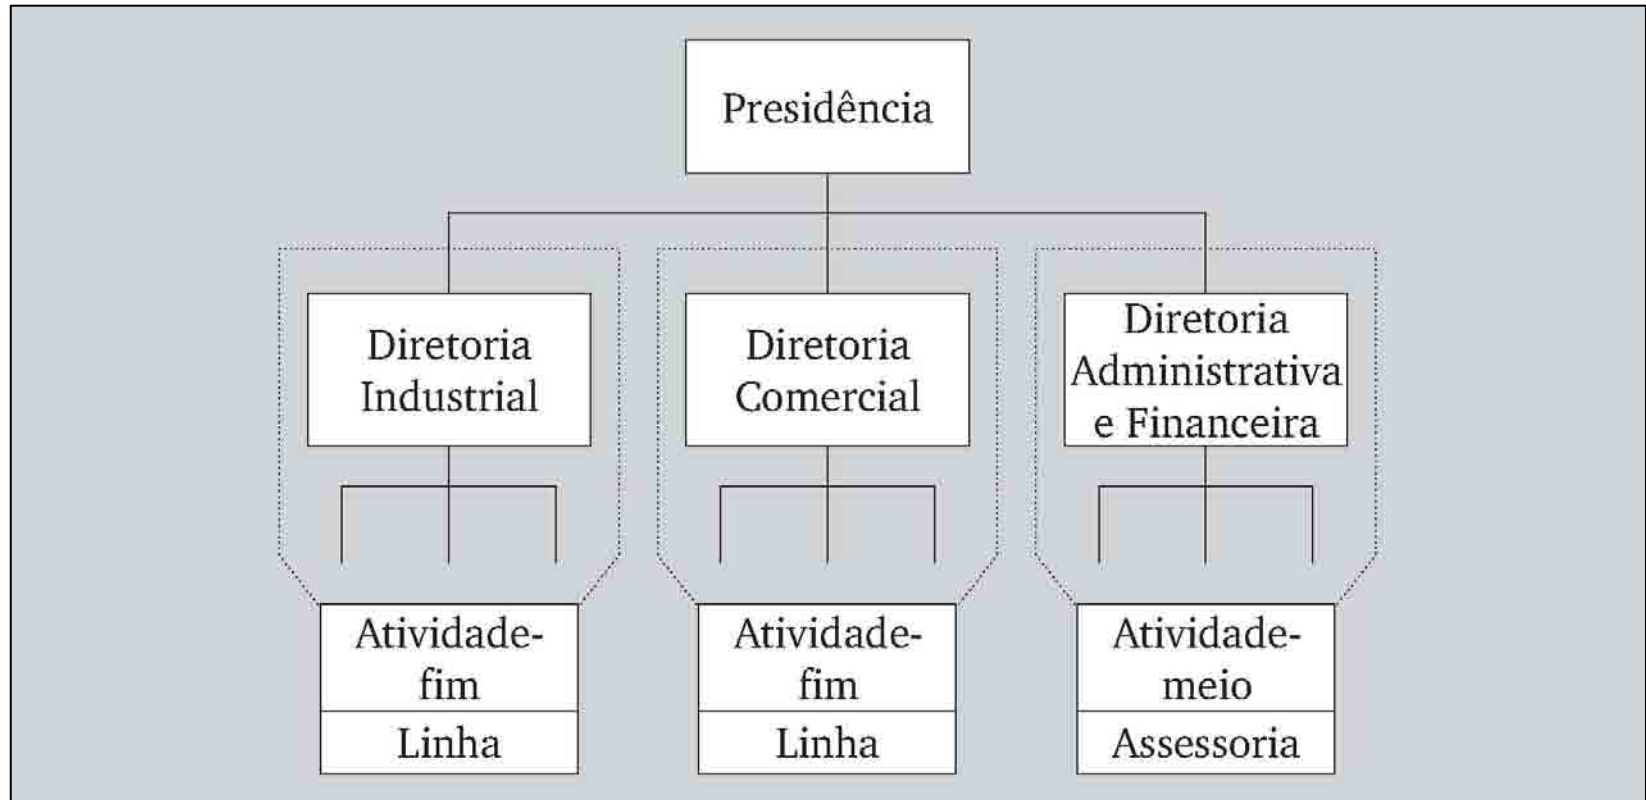 Presidência
Diretoria
Industrial
Diretoria
Comercial
Diretoria
Administrativa
e Financeira
Atividade-
fim
Linha
Atividade-
fim
Linha
Atividade-
meio
Assessoria